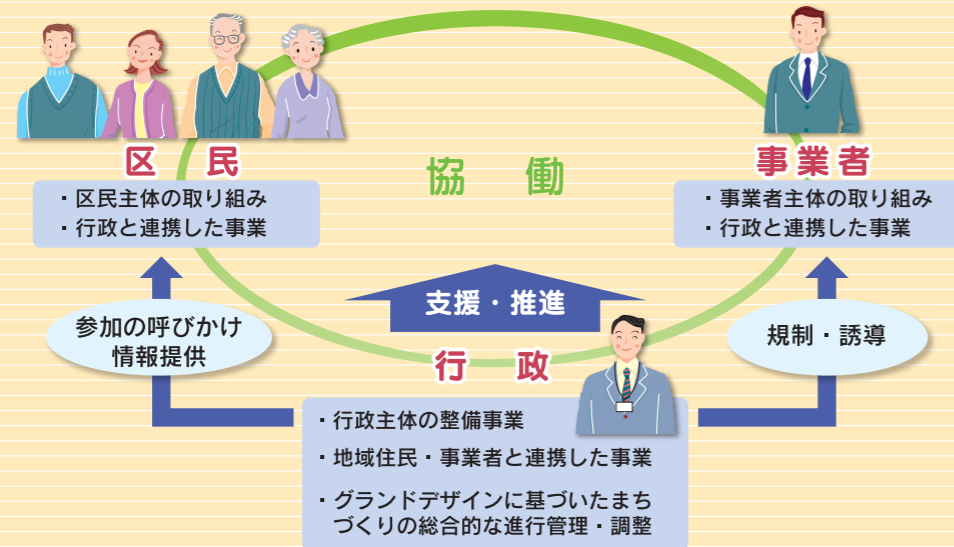 協 働
区 民
・区民主体の取り組み
・行政と連携した事業
事業者
・事業者主体の取り組み
・行政と連携した事業
支援・推進
参加の呼びかけ
情報提供
規制・誘導
行 政
・行政主体の整備事業
・地域住民・事業者と連携した事業
・グランドデザインに基づいたまち
づくりの総合的な進行管理・調整